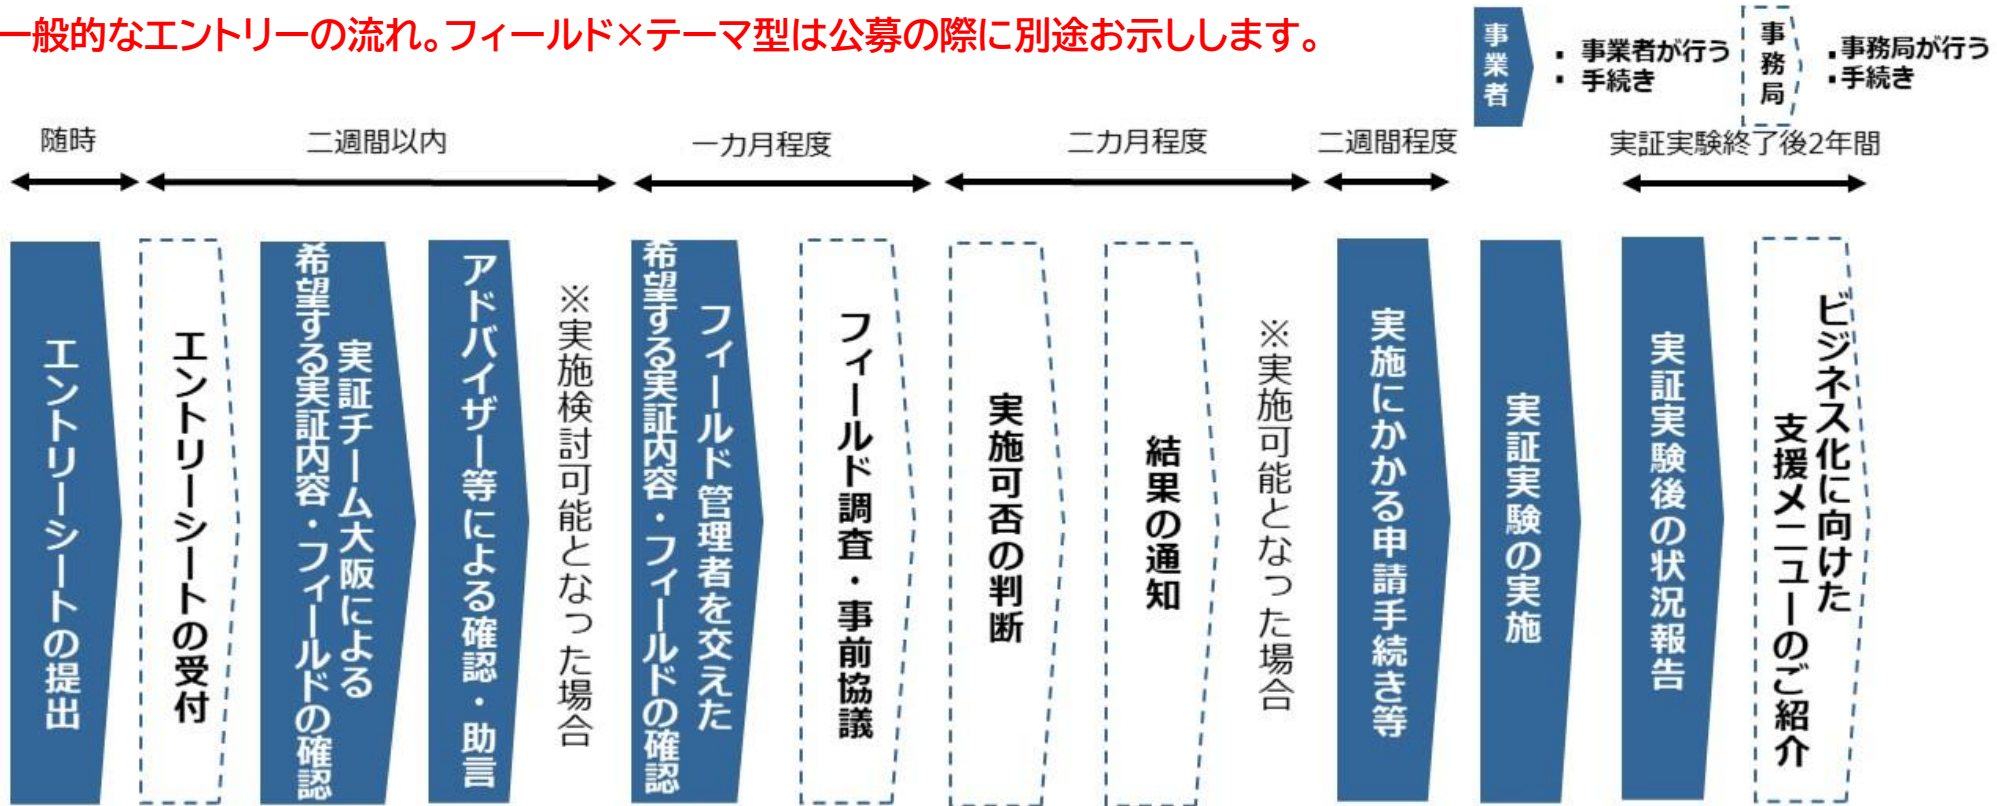 一般的なエントリーの流れ。フィールド×テーマ型は公募の際に別途お示しします。
事業者
▪ 事業者が行う
▪ 手続き
事務局
▪事務局が行う
▪手続き
随時
二週間以内
一カ月程度
二カ月程度
二週間程度
実証実験終了後2年間
エントリーシートの提出
エントリーシートの受付
実証チーム大阪による
希望する実証内容・フィールドの確認
アドバイザー等による確認・助言
※実施検討可能となった場合
フィールド管理者を交えた
希望する実証内容・フィールドの確認
フィールド調査・事前協議
実施可否の判断
結果の通知
※実施可能となった場合
実施にかかる申請手続き等
実証実験の実施
実証実験後の状況報告
ビジネス化に向けた
支援メニューのご紹介